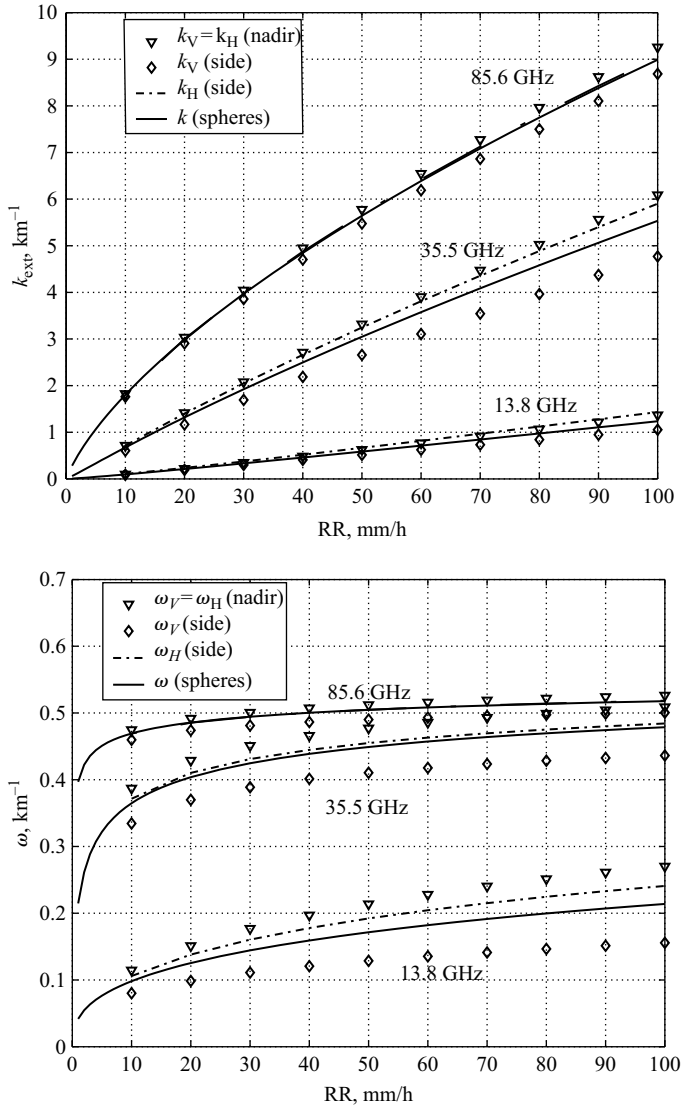 10
9
8
7
6
5
4
3
2
1
0
k_ext, km⁻¹
k_V = k_H (nadir)
k_V (side)
k_H (side)
k (spheres)
85.6 GHz
35.5 GHz
13.8 GHz
0 10 20 30 40 50 60 70 80 90 100
RR, mm/h
0.7
0.6
0.5
0.4
0.3
0.2
0.1
0
ω, km⁻¹
ω_V = ω_H (nadir)
ω_V (side)
ω_H (side)
ω (spheres)
85.6 GHz
35.5 GHz
13.8 GHz
0 10 20 30 40 50 60 70 80 90 100
RR, mm/h